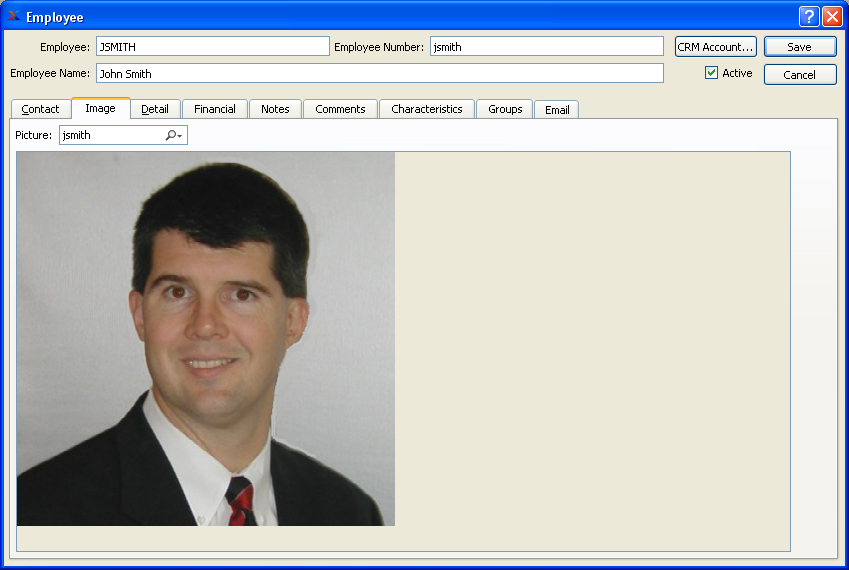 Employee
Employee: JSMITH Employee Number: jsmith CRM Account... Save
Employee Name: John Smith Active Cancel
Contact Image Detail Financial Notes Comments Characteristics Groups Email
Picture: jsmith